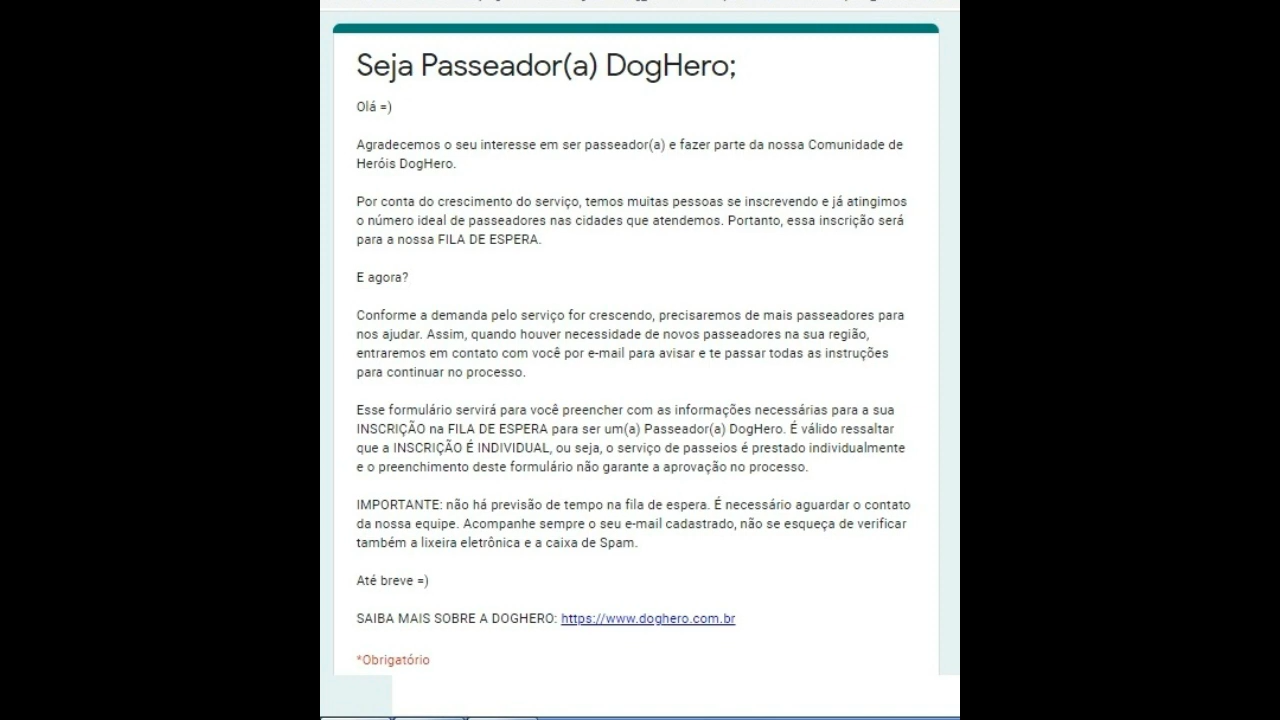 Seja Passeador(a) DogHero;
Olá =)
Agradecemos o seu interesse em ser passeador(a) e fazer parte da nossa Comunidade de
Heróis DogHero.
Por conta do crescimento do serviço, temos muitas pessoas se inscrevendo e já atingimos
o número ideal de passeadores nas cidades que atendemos. Portanto, essa inscrição será
para a nossa FILA DE ESPERA.
E agora?
Conforme a demanda pelo serviço for crescendo, precisaremos de mais passeadores para
nos ajudar. Assim, quando houver necessidade de novos passeadores na sua região,
entraremos em contato com você por e-mail para avisar e te passar todas as instruções
para continuar no processo.
Esse formulário servirá para você preencher com as informações necessárias para a sua
INSCRIÇÃO na FILA DE ESPERA para ser um(a) Passeador(a) DogHero. É válido ressaltar
que a INSCRIÇÃO É INDIVIDUAL, ou seja, o serviço de passeios é prestado individualmente
e o preenchimento deste formulário não garante a aprovação no processo.
IMPORTANTE: não há previsão de tempo na fila de espera. É necessário aguardar o contato
da nossa equipe. Acompanhe sempre o seu e-mail cadastrado, não se esqueça de verificar
também a lixeira eletrônica e a caixa de Spam.
Até breve =)
SAIBA MAIS SOBRE A DOGHERO: https://www.doghero.com.br
*Obrigatório